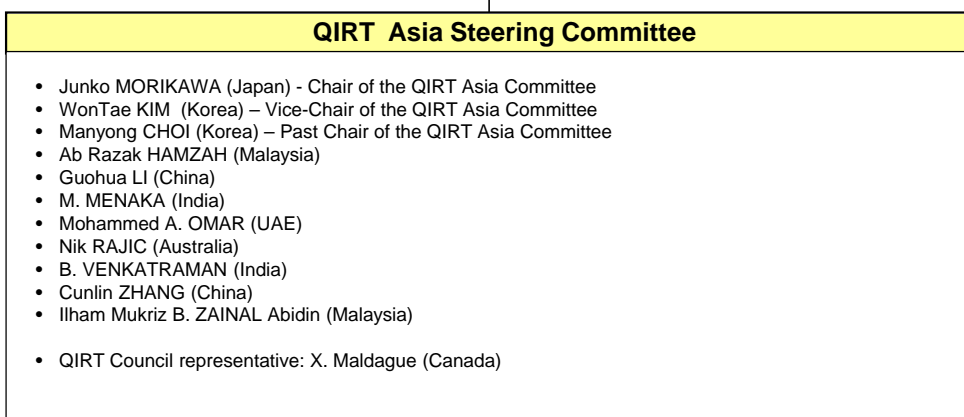 QIRT Asia Steering Committee
• Junko MORIKAWA (Japan) - Chair of the QIRT Asia Committee
• WonTae KIM (Korea) – Vice-Chair of the QIRT Asia Committee
• Manyong CHOI (Korea) – Past Chair of the QIRT Asia Committee
• Ab Razak HAMZAH (Malaysia)
• Guohua LI (China)
• M. MENAKA (India)
• Mohammed A. OMAR (UAE)
• Nik RAJIC (Australia)
• B. VENKATRAMAN (India)
• Cunlin ZHANG (China)
• Ilham Mukriz B. ZAINAL Abidin (Malaysia)
• QIRT Council representative: X. Maldague (Canada)